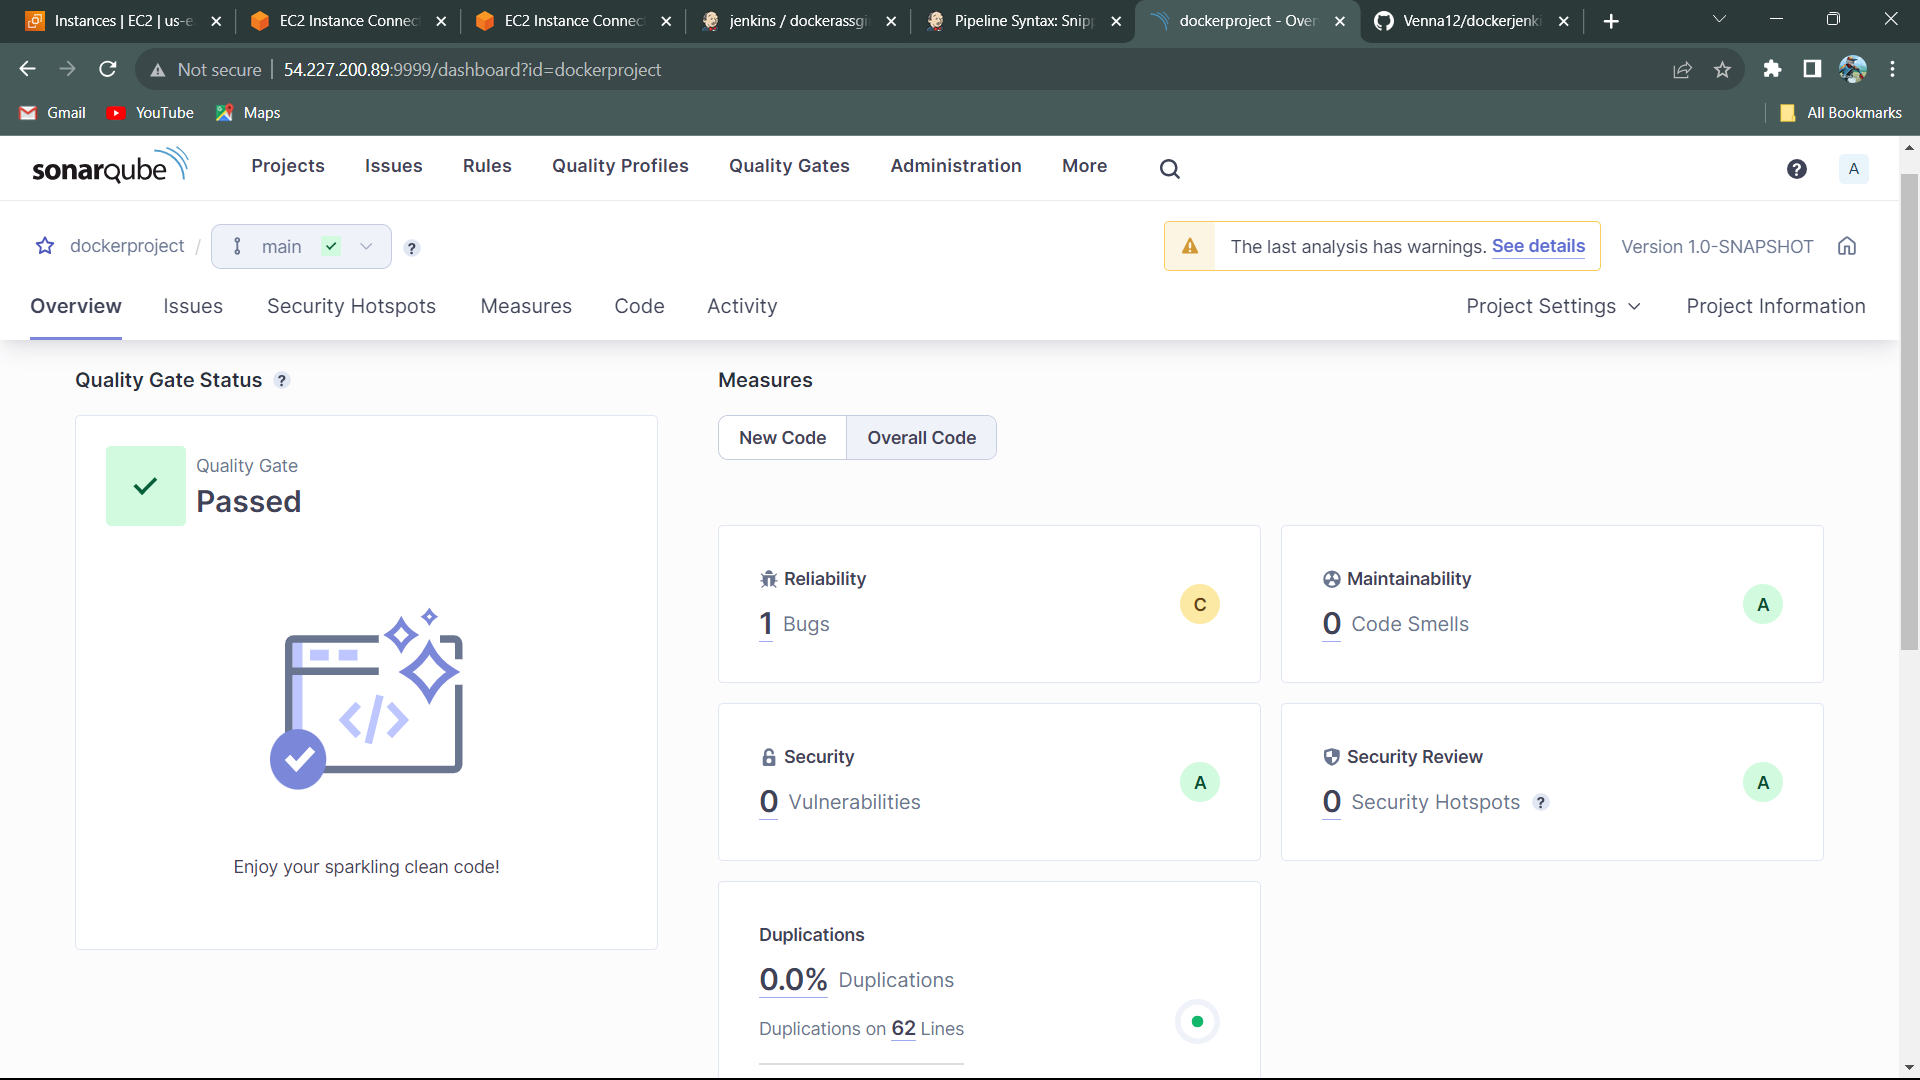 Instances | EC2 | us-e
EC2 Instance Connec
EC2 Instance Connec
jenkins / dockerassgi
Pipeline Syntax: Snipp
dockerproject - Over
Venna12/dockerjenki
Not secure
54.227.200.89:9999/dashboard?id=dockerproject
Gmail
YouTube
Maps
All Bookmarks
sonarqube
Projects
Issues
Rules
Quality Profiles
Quality Gates
Administration
More
?
A
dockerproject /
main
?
The last analysis has warnings. See details
Version 1.0-SNAPSHOT
Overview
Issues
Security Hotspots
Measures
Code
Activity
Project Settings
Project Information
Quality Gate Status ?
Quality Gate
Passed
</>
Enjoy your sparkling clean code!
Measures
New Code
Overall Code
Reliability
1 Bugs
C
Maintainability
0 Code Smells
A
Security
0 Vulnerabilities
A
Security Review
0 Security Hotspots ?
A
Duplications
0.0% Duplications
Duplications on 62 Lines